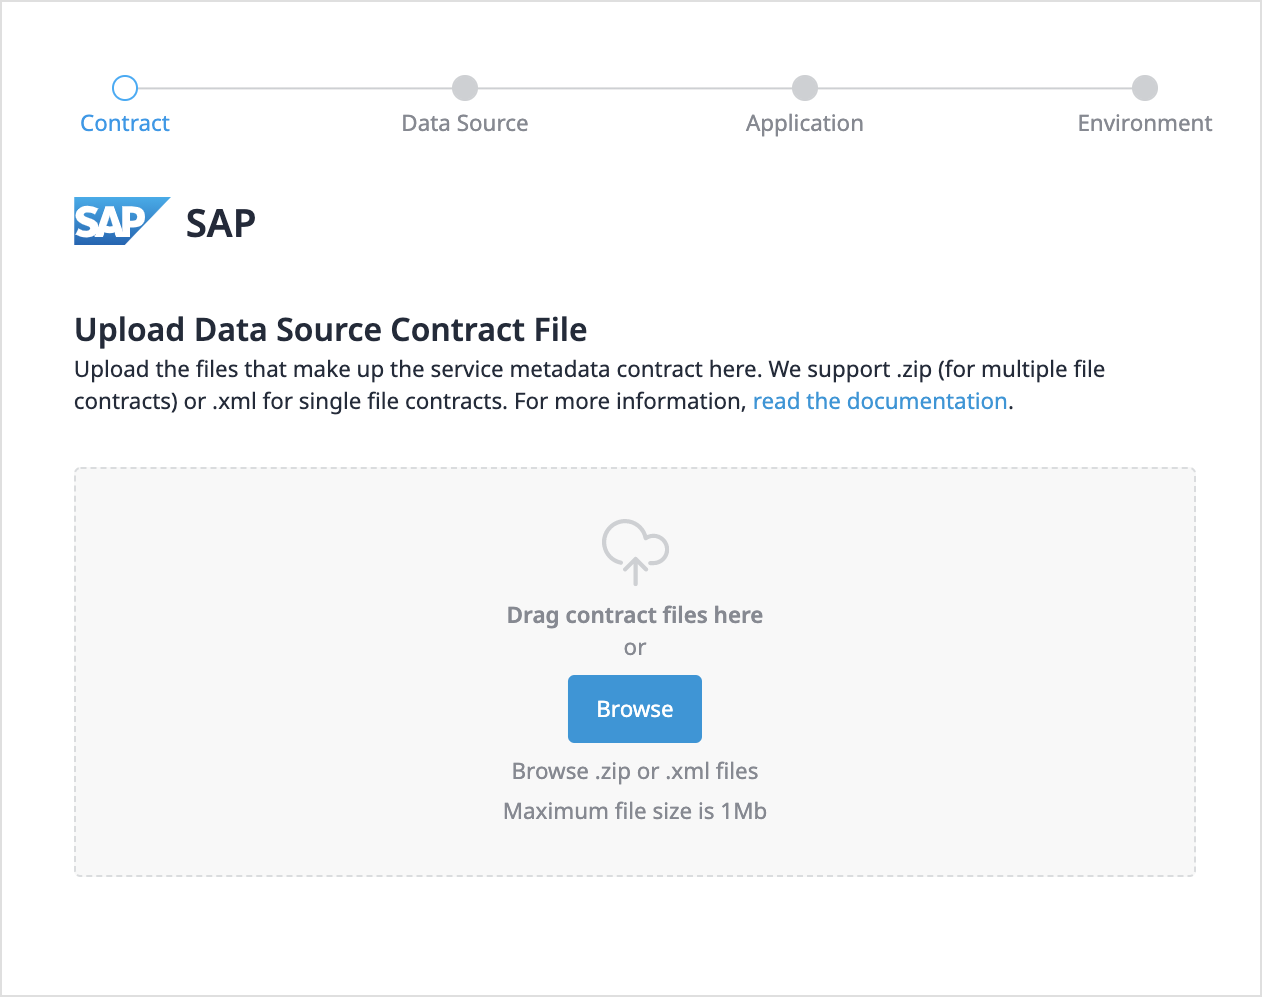 Contract
Data Source
Application
Environment
SAP SAP
Upload Data Source Contract File
Upload the files that make up the service metadata contract here. We support .zip (for multiple file
contracts) or .xml for single file contracts. For more information, read the documentation.
Drag contract files here
or
Browse
Browse .zip or .xml files
Maximum file size is 1Mb